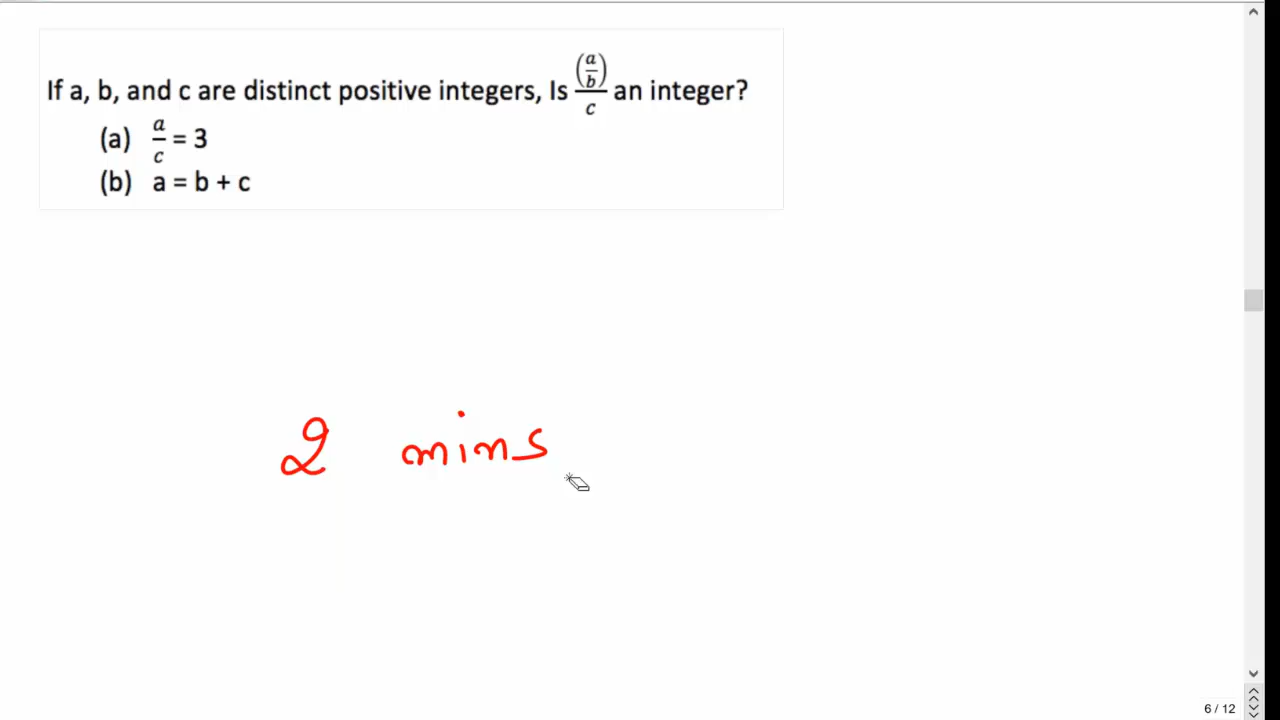 If a, b, and c are distinct positive integers, Is (a/b)/c an integer?
(a) a/c = 3
(b) a = b + c
2 mins
6 / 12